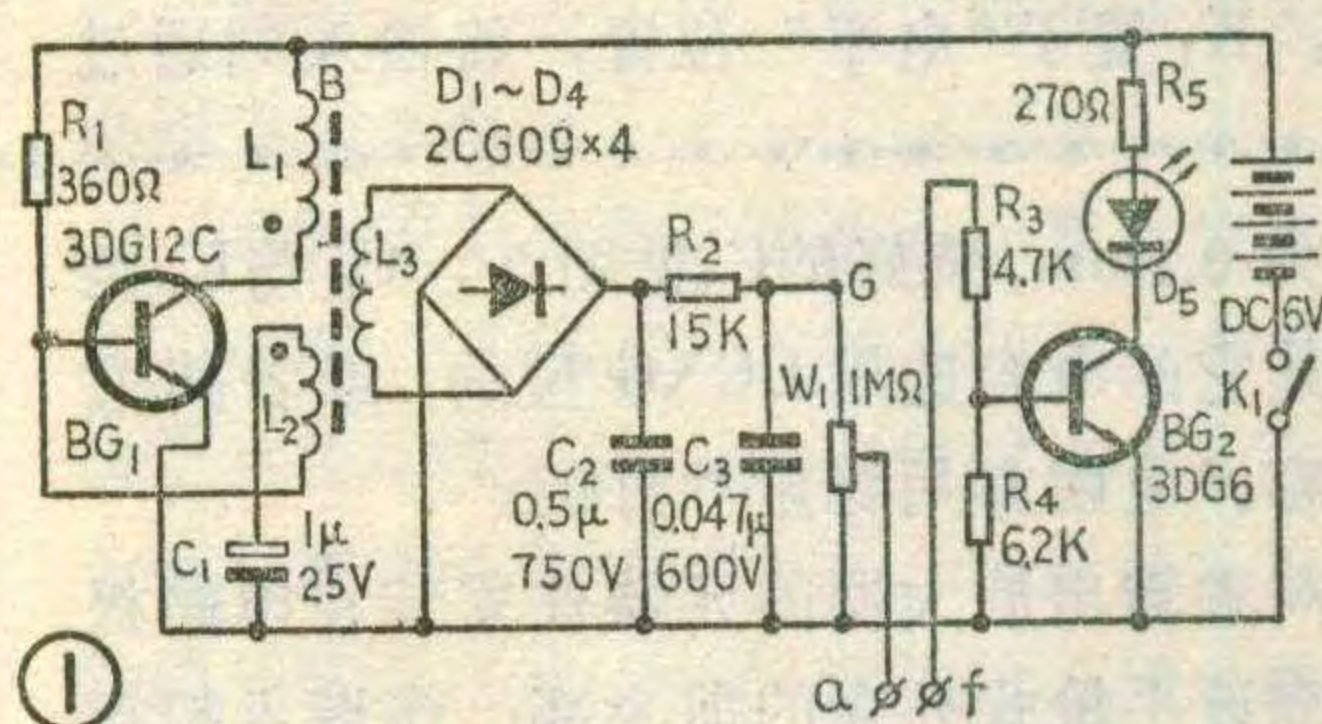 R1
360Ω
3DG12C
BG1
L1
B
L2
L3
C1
1μ
25V
D1~D4
2CG09×4
R2
15K
C2
0.5μ
750V
C3
0.047μ
600V
G
W1 1MΩ
a ø ø f
R3
4.7K
R4
6.2K
270Ω
R5
D5
BG2
3DG6
DC 6V
K1
①